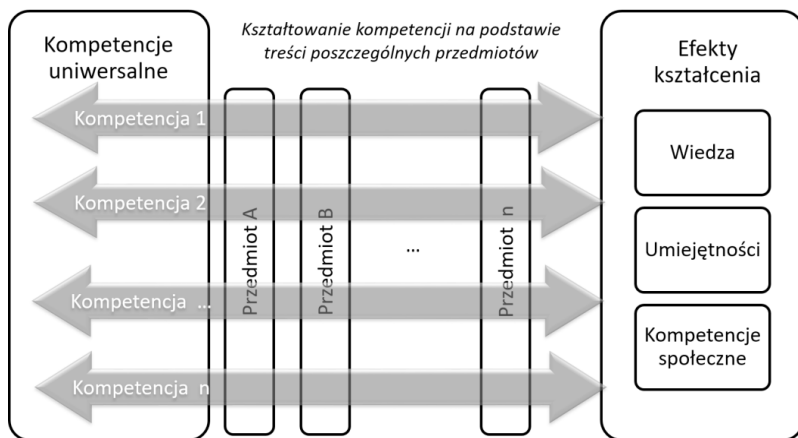 Kompetencje
uniwersalne
Kształtowanie kompetencji na podstawie
treści poszczególnych przedmiotów
Efekty
kształcenia
Kompetencja 1
Kompetencja 2
Kompetencja ...
Kompetencja n
Przedmiot A
Przedmiot B
...
Przedmiot n
Wiedza
Umiejętności
Kompetencje
społeczne